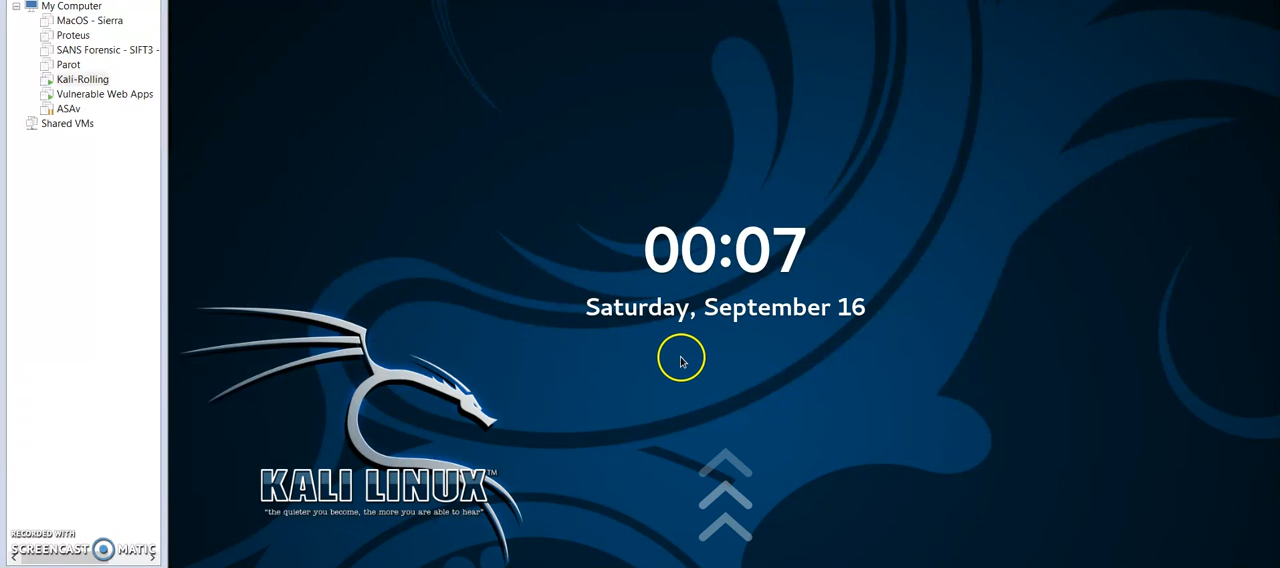 My Computer
MacOS - Sierra
Proteus
SANS Forensic - SIFT3 -
Parot
Kali-Rolling
Vulnerable Web Apps
ASAv
Shared VMs
00:07
Saturday, September 16
KALI LINUX™
"the quieter you become, the more you are able to hear"
RECORDED WITH
SCREENCAST MATIC